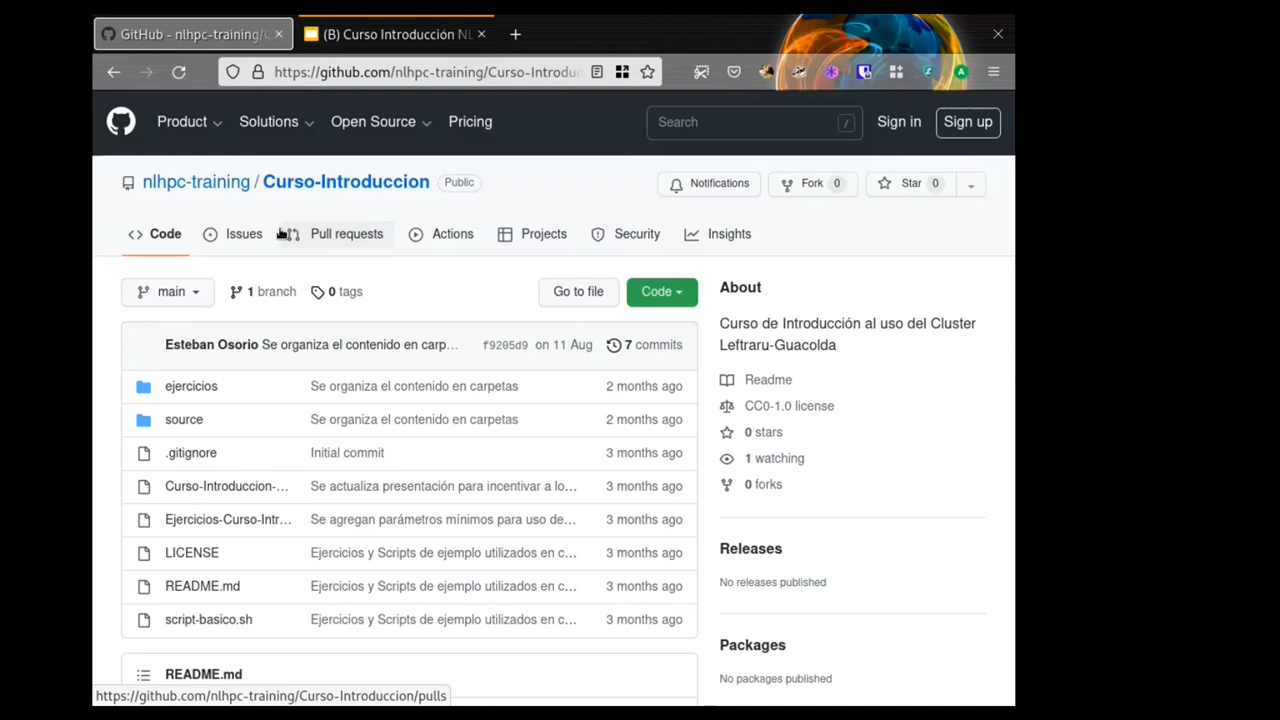 GitHub - nlhpc-training/C
(B) Curso Introducción NL
https://github.com/nlhpc-training/Curso-Introduc
Product Solutions Open Source Pricing Search / Sign in Sign up
nlhpc-training / Curso-Introduccion Public Notifications Fork 0 Star 0
Code Issues Pull requests Actions Projects Security Insights
main 1 branch 0 tags Go to file Code
Esteban Osorio Se organiza el contenido en carp... f9205d9 on 11 Aug 7 commits
ejercicios Se organiza el contenido en carpetas 2 months ago
source Se organiza el contenido en carpetas 2 months ago
.gitignore Initial commit 3 months ago
Curso-Introduccion-... Se actualiza presentación para incentivar a lo... 3 months ago
Ejercicios-Curso-Intr... Se agregan parámetros mínimos para uso de... 3 months ago
LICENSE Ejercicios y Scripts de ejemplo utilizados en c... 3 months ago
README.md Ejercicios y Scripts de ejemplo utilizados en c... 3 months ago
script-basico.sh Ejercicios y Scripts de ejemplo utilizados en c... 3 months ago
README.md
https://github.com/nlhpc-training/Curso-Introduccion/pulls
About
Curso de Introducción al uso del Cluster
Leftraru-Guacolda
Readme
CC0-1.0 license
0 stars
1 watching
0 forks
Releases
No releases published
Packages
No packages published